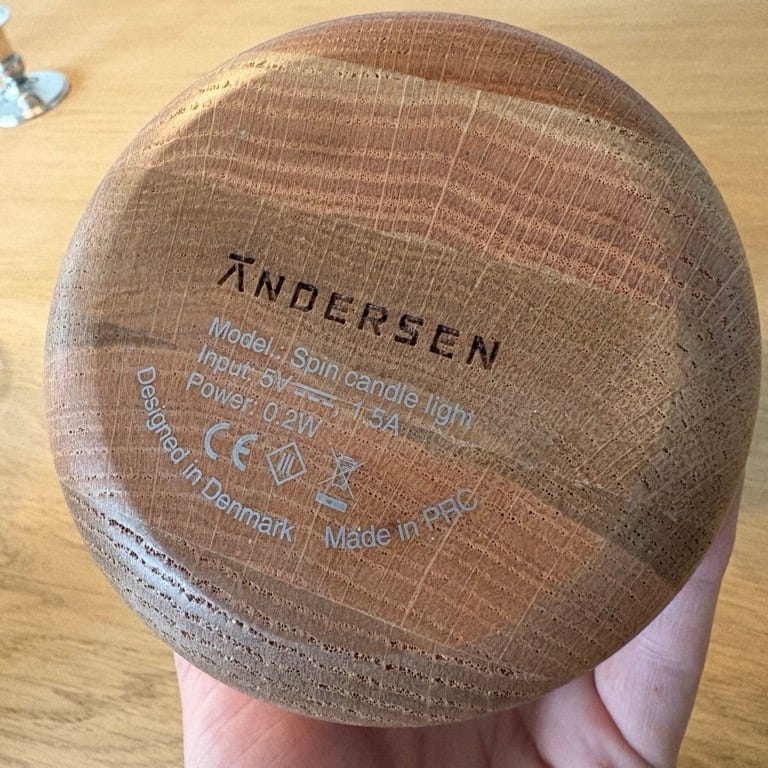 ANDERSEN
Model.: Spin candle light
Input: 5V⎓ 1.5A
Power: 0.2W
CE III
Designed in Denmark Made in PRC